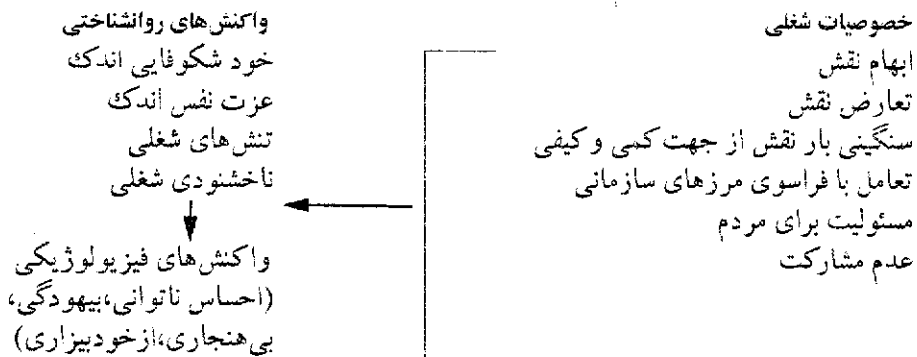 خصوصیات شغلی
ابهام نقش
تعارض نقش
سنگینی بار نقش از جهت کمی و کیفی
تعامل با فراسوی مرزهای سازمانی
مسئولیت برای مردم
عدم مشارکت
واکنش‌های روانشناختی
خود شکوفایی اندک
عزت نفس اندک
تنش‌های شغلی
ناخشنودی شغلی
واکنش‌های فیزیولوژیکی
(احساس ناتوانی،بیهودگی،
بی‌هنجاری،ازخودبیزاری)